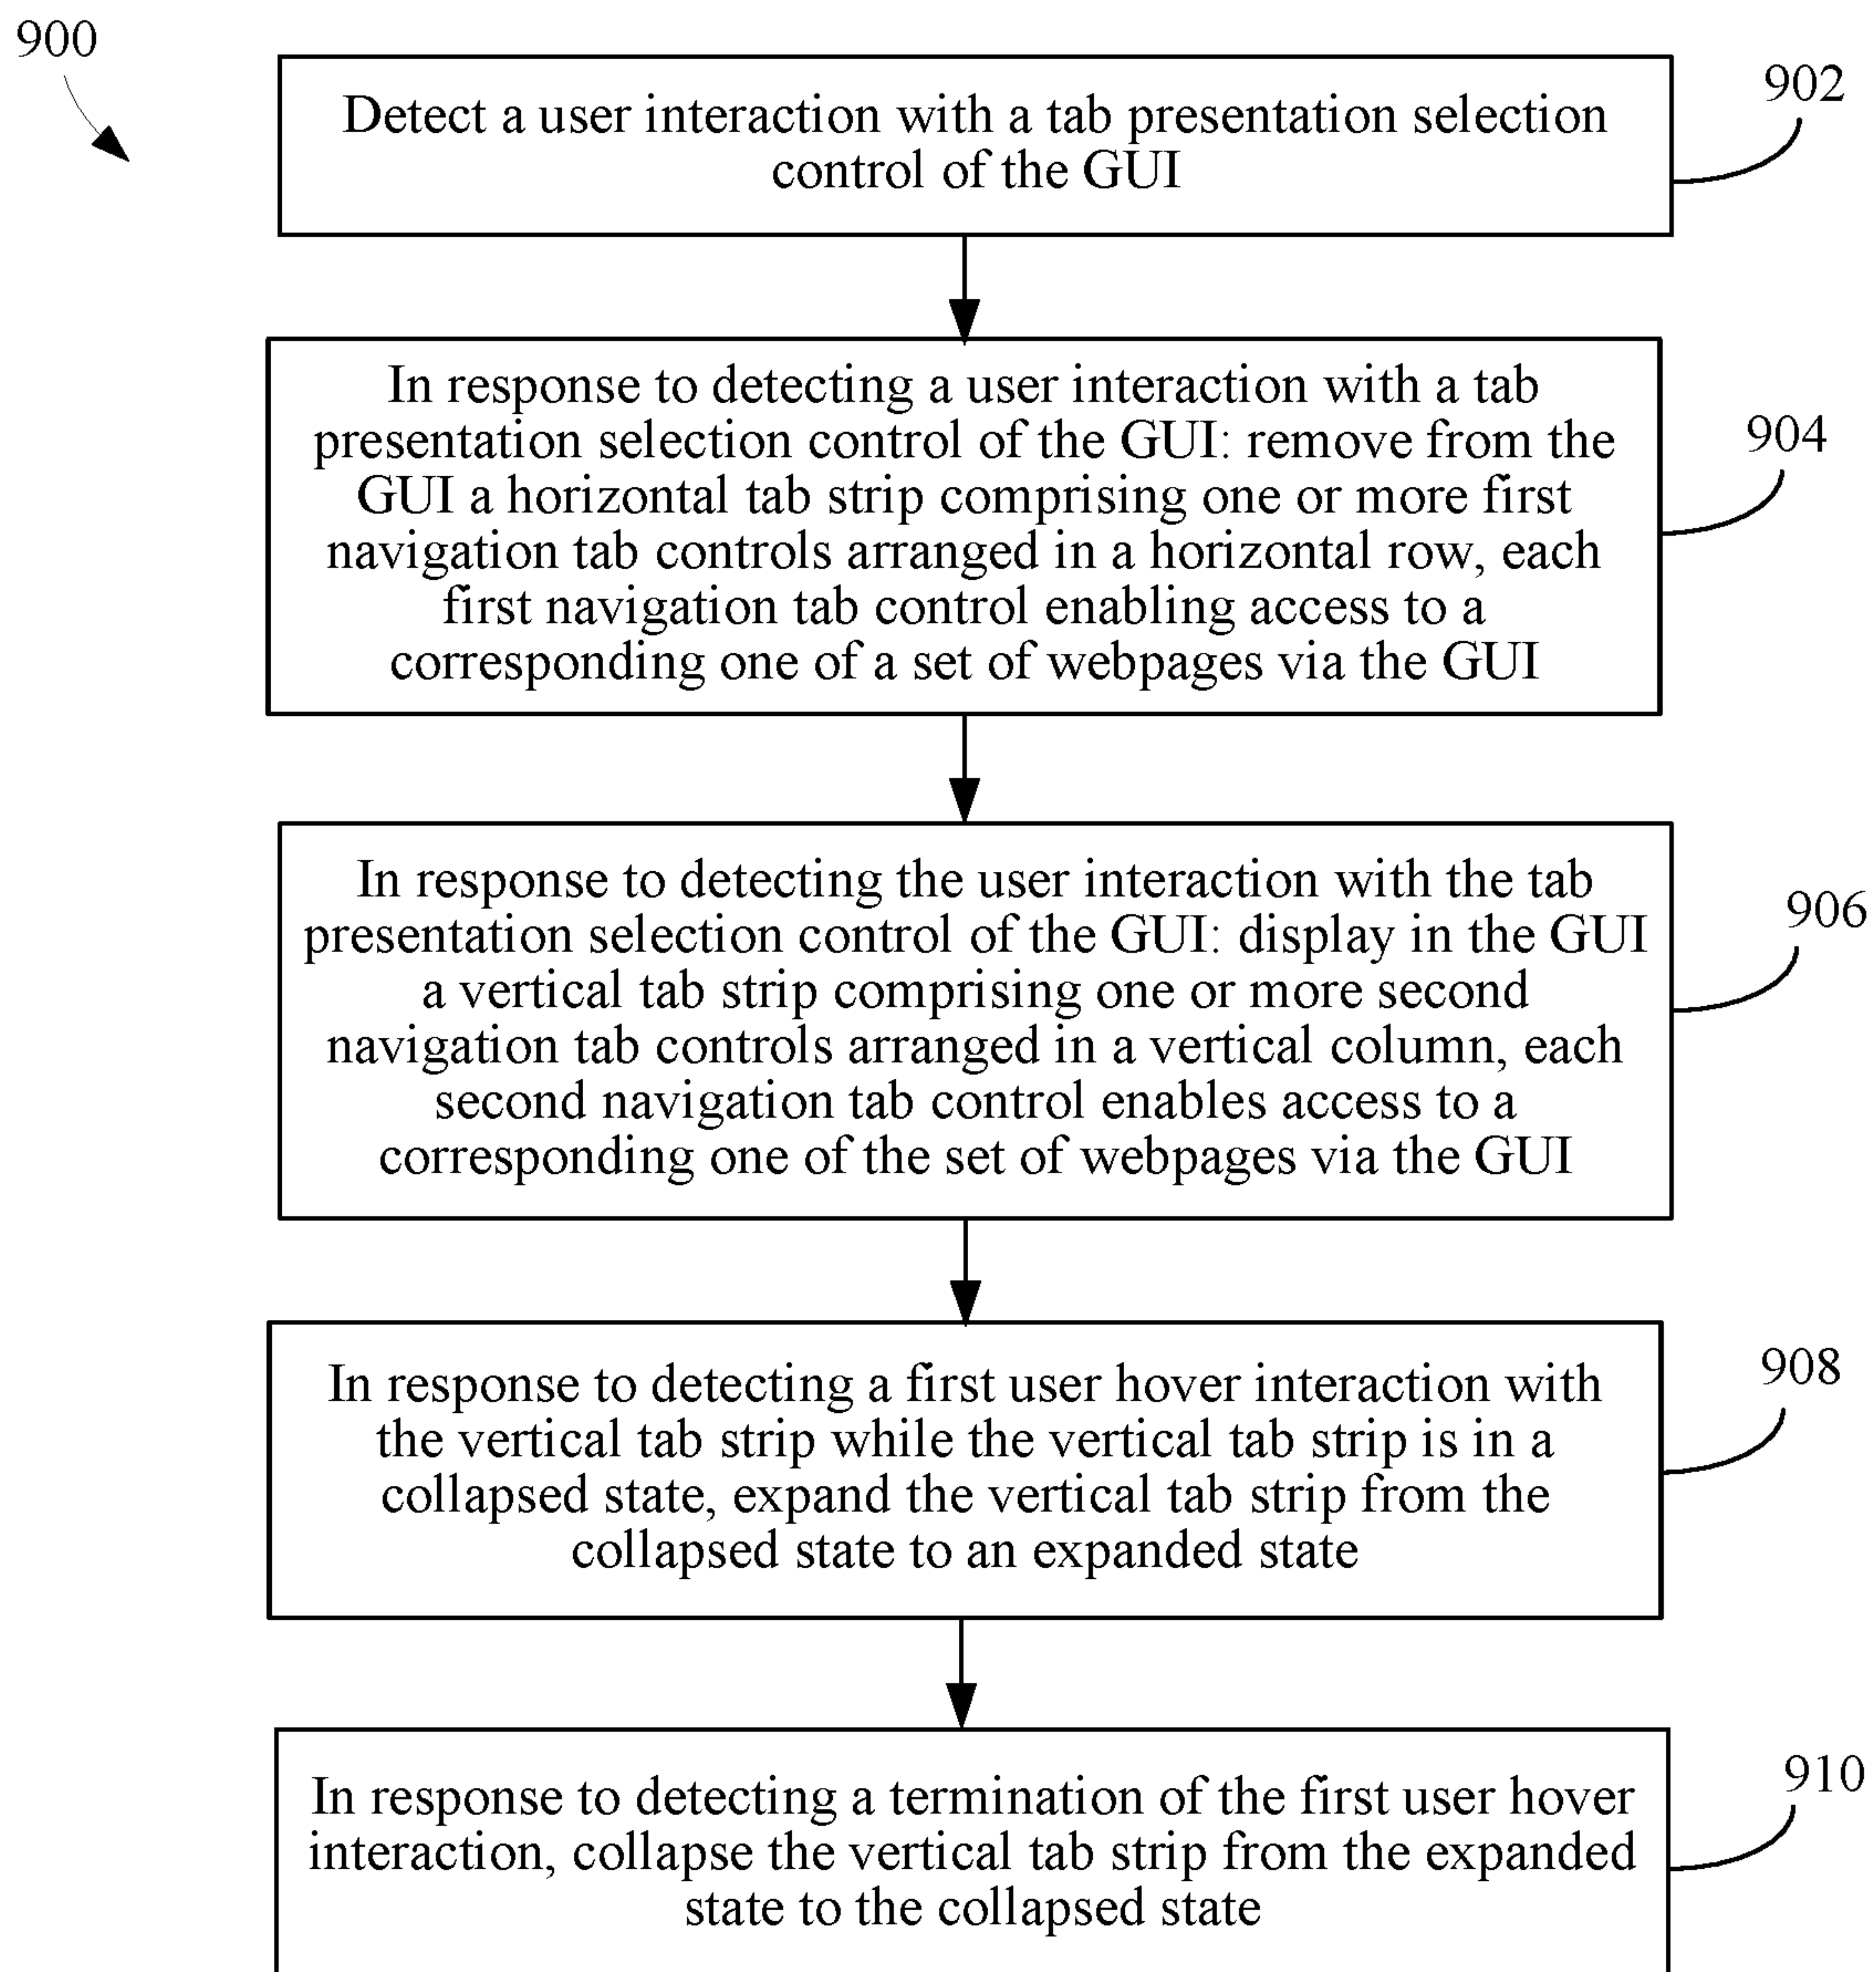 900
Detect a user interaction with a tab presentation selection
control of the GUI
902
In response to detecting a user interaction with a tab
presentation selection control of the GUI: remove from the
GUI a horizontal tab strip comprising one or more first
navigation tab controls arranged in a horizontal row, each
first navigation tab control enabling access to a
corresponding one of a set of webpages via the GUI
904
In response to detecting the user interaction with the tab
presentation selection control of the GUI: display in the GUI
a vertical tab strip comprising one or more second
navigation tab controls arranged in a vertical column, each
second navigation tab control enables access to a
corresponding one of the set of webpages via the GUI
906
In response to detecting a first user hover interaction with
the vertical tab strip while the vertical tab strip is in a
collapsed state, expand the vertical tab strip from the
collapsed state to an expanded state
908
In response to detecting a termination of the first user hover
interaction, collapse the vertical tab strip from the expanded
state to the collapsed state
910